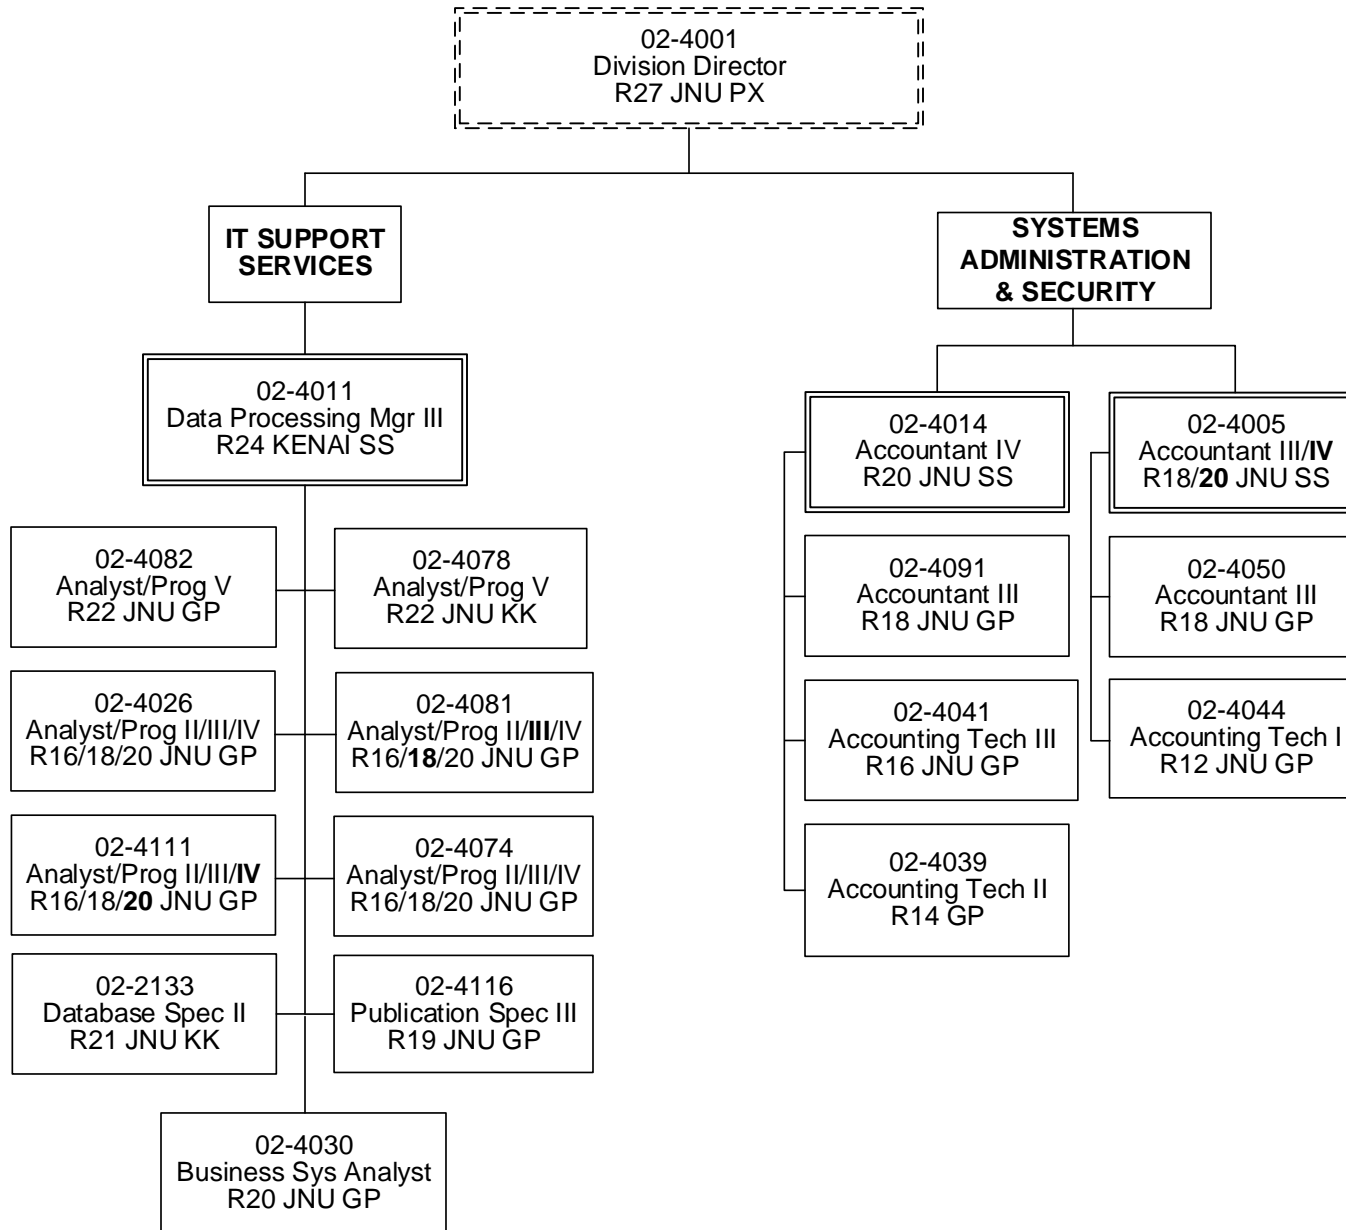 02-4001
Division Director
R27 JNU PX
IT SUPPORT
SERVICES
SYSTEMS
ADMINISTRATION
& SECURITY
02-4011
Data Processing Mgr III
R24 KENAI SS
02-4082
Analyst/Prog V
R22 JNU GP
02-4078
Analyst/Prog V
R22 JNU KK
02-4026
Analyst/Prog II/III/IV
R16/18/20 JNU GP
02-4081
Analyst/Prog II/III/IV
R16/18/20 JNU GP
02-4111
Analyst/Prog II/III/IV
R16/18/20 JNU GP
02-4074
Analyst/Prog II/III/IV
R16/18/20 JNU GP
02-2133
Database Spec II
R21 JNU KK
02-4116
Publication Spec III
R19 JNU GP
02-4030
Business Sys Analyst
R20 JNU GP
02-4014
Accountant IV
R20 JNU SS
02-4091
Accountant III
R18 JNU GP
02-4041
Accounting Tech III
R16 JNU GP
02-4039
Accounting Tech II
R14 GP
02-4005
Accountant III/IV
R18/20 JNU SS
02-4050
Accountant III
R18 JNU GP
02-4044
Accounting Tech I
R12 JNU GP